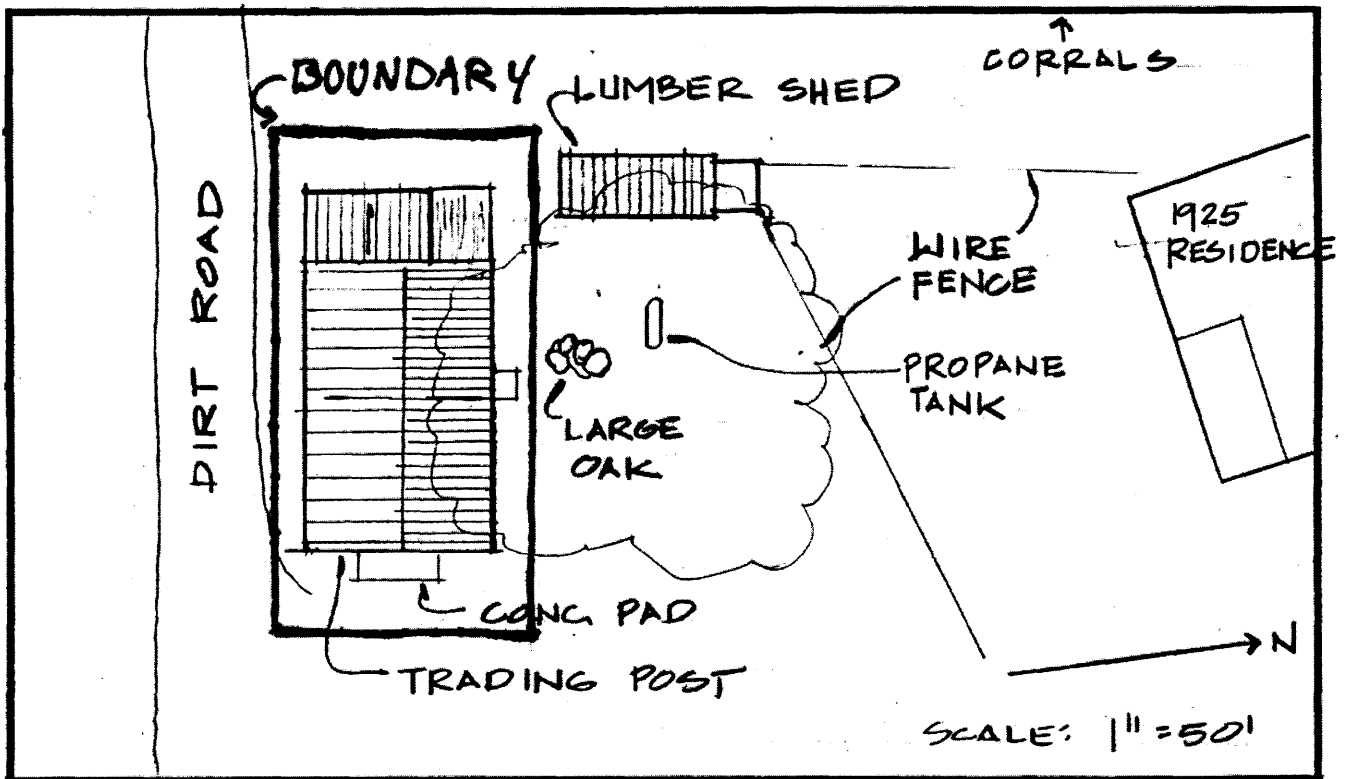 CORRALS
BOUNDARY
LUMBER SHED
DIRT ROAD
1925
RESIDENCE
WIRE
FENCE
PROPANE
TANK
LARGE
OAK
CONC PAD
TRADING POST
N
SCALE: 1" = 50'